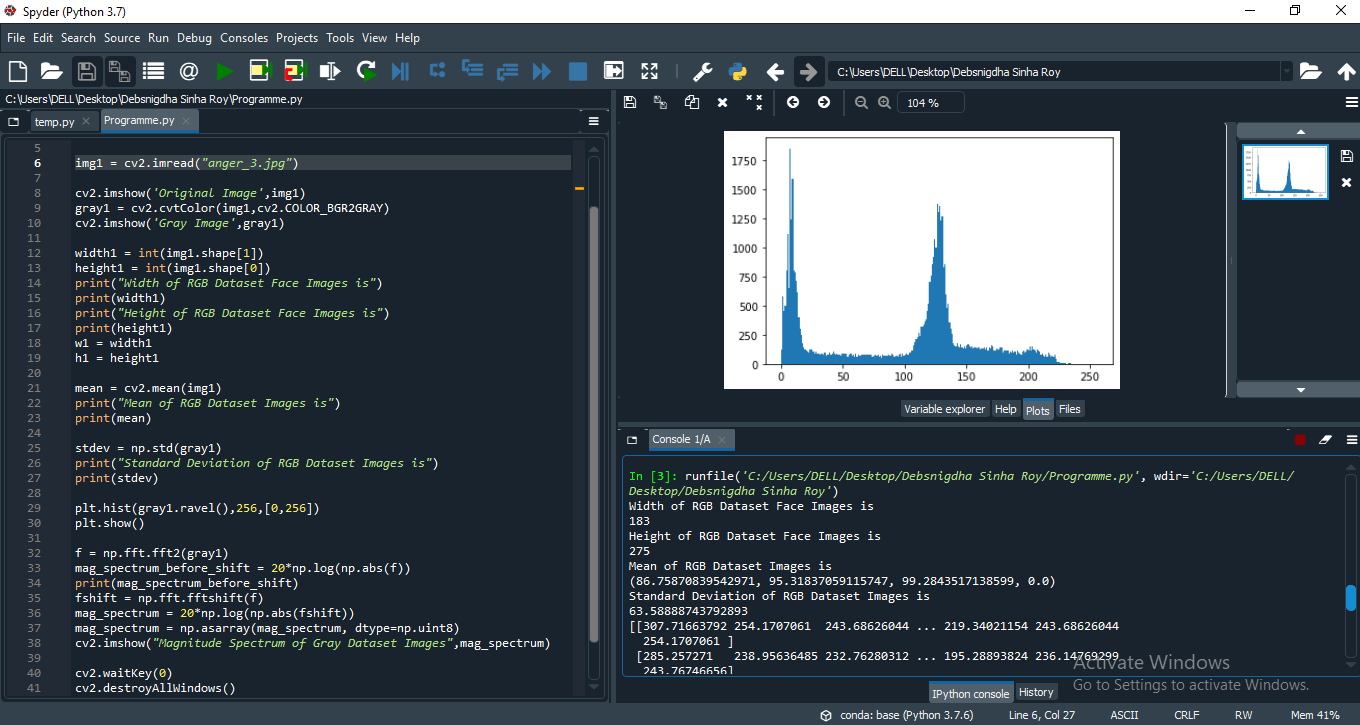 Spyder (Python 3.7)
File Edit Search Source Run Debug Consoles Projects Tools View Help
C:\Users\DELL\Desktop\Debsnigdha Sinha Roy
C:\Users\DELL\Desktop\Debsnigdha Sinha Roy\Programme.py
temp.py Programme.py
5
6 img1 = cv2.imread("anger_3.jpg")
7
8 cv2.imshow('Original Image',img1)
9 gray1 = cv2.cvtColor(img1,cv2.COLOR_BGR2GRAY)
10 cv2.imshow('Gray Image',gray1)
11
12 width1 = int(img1.shape[1])
13 height1 = int(img1.shape[0])
14 print("Width of RGB Dataset Face Images is")
15 print(width1)
16 print("Height of RGB Dataset Face Images is")
17 print(height1)
18 w1 = width1
19 h1 = height1
20
21 mean = cv2.mean(img1)
22 print("Mean of RGB Dataset Images is")
23 print(mean)
24
25 stdev = np.std(gray1)
26 print("Standard Deviation of RGB Dataset Images is")
27 print(stdev)
28
29 plt.hist(gray1.ravel(),256,[0,256])
30 plt.show()
31
32 f = np.fft.fft2(gray1)
33 mag_spectrum_before_shift = 20*np.log(np.abs(f))
34 print(mag_spectrum_before_shift)
35 fshift = np.fft.fftshift(f)
36 mag_spectrum = 20*np.log(np.abs(fshift))
37 mag_spectrum = np.asarray(mag_spectrum, dtype=np.uint8)
38 cv2.imshow("Magnitude Spectrum of Gray Dataset Images",mag_spectrum)
39
40 cv2.waitKey(0)
41 cv2.destroyAllWindows()
104 %
1750
1500
1250
1000
750
500
250
0
0 50 100 150 200 250
Variable explorer Help Plots Files
Console 1/A
In [3]: runfile('C:/Users/DELL/Desktop/Debsnigdha Sinha Roy/Programme.py', wdir='C:/Users/DELL/
Desktop/Debsnigdha Sinha Roy')
Width of RGB Dataset Face Images is
183
Height of RGB Dataset Face Images is
275
Mean of RGB Dataset Images is
(86.75870839542971, 95.31837059115747, 99.2843517138599, 0.0)
Standard Deviation of RGB Dataset Images is
63.58888743792893
[[307.71663792 254.1707061 243.68626044 ... 219.34021154 243.68626044
254.1707061 ]
[285.257271 238.95636485 232.76280312 ... 195.28893824 236.14769299
243.76746656]
Activate Windows
Go to Settings to activate Windows.
IPython console History
conda: base (Python 3.7.6) Line 6, Col 27 ASCII CRLF RW Mem 41%